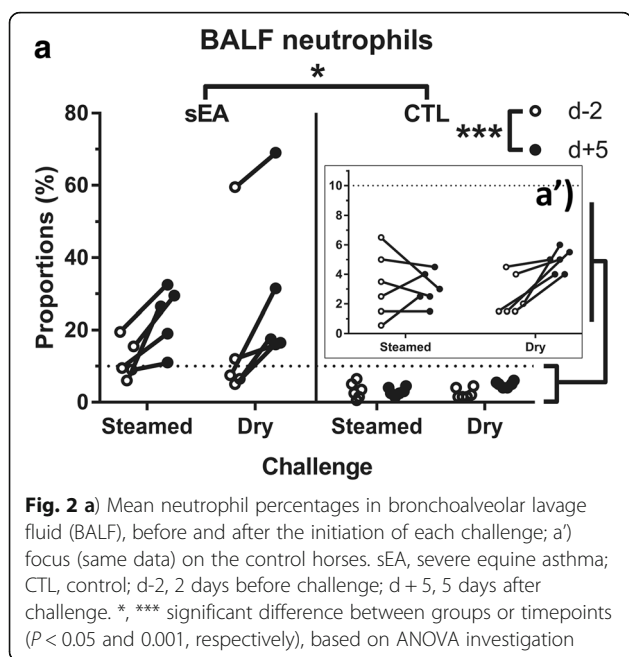 a
BALF neutrophils
*
sEA
CTL
d-2
***
d+5
80
60
40
20
0
Proportions (%)
a')
10
8
6
4
2
0
Steamed
Dry
Steamed
Dry
Steamed
Dry
Challenge
Fig. 2 a) Mean neutrophil percentages in bronchoalveolar lavage
fluid (BALF), before and after the initiation of each challenge; a')
focus (same data) on the control horses. sEA, severe equine asthma;
CTL, control; d-2, 2 days before challenge; d + 5, 5 days after
challenge. *, *** significant difference between groups or timepoints
(P < 0.05 and 0.001, respectively), based on ANOVA investigation